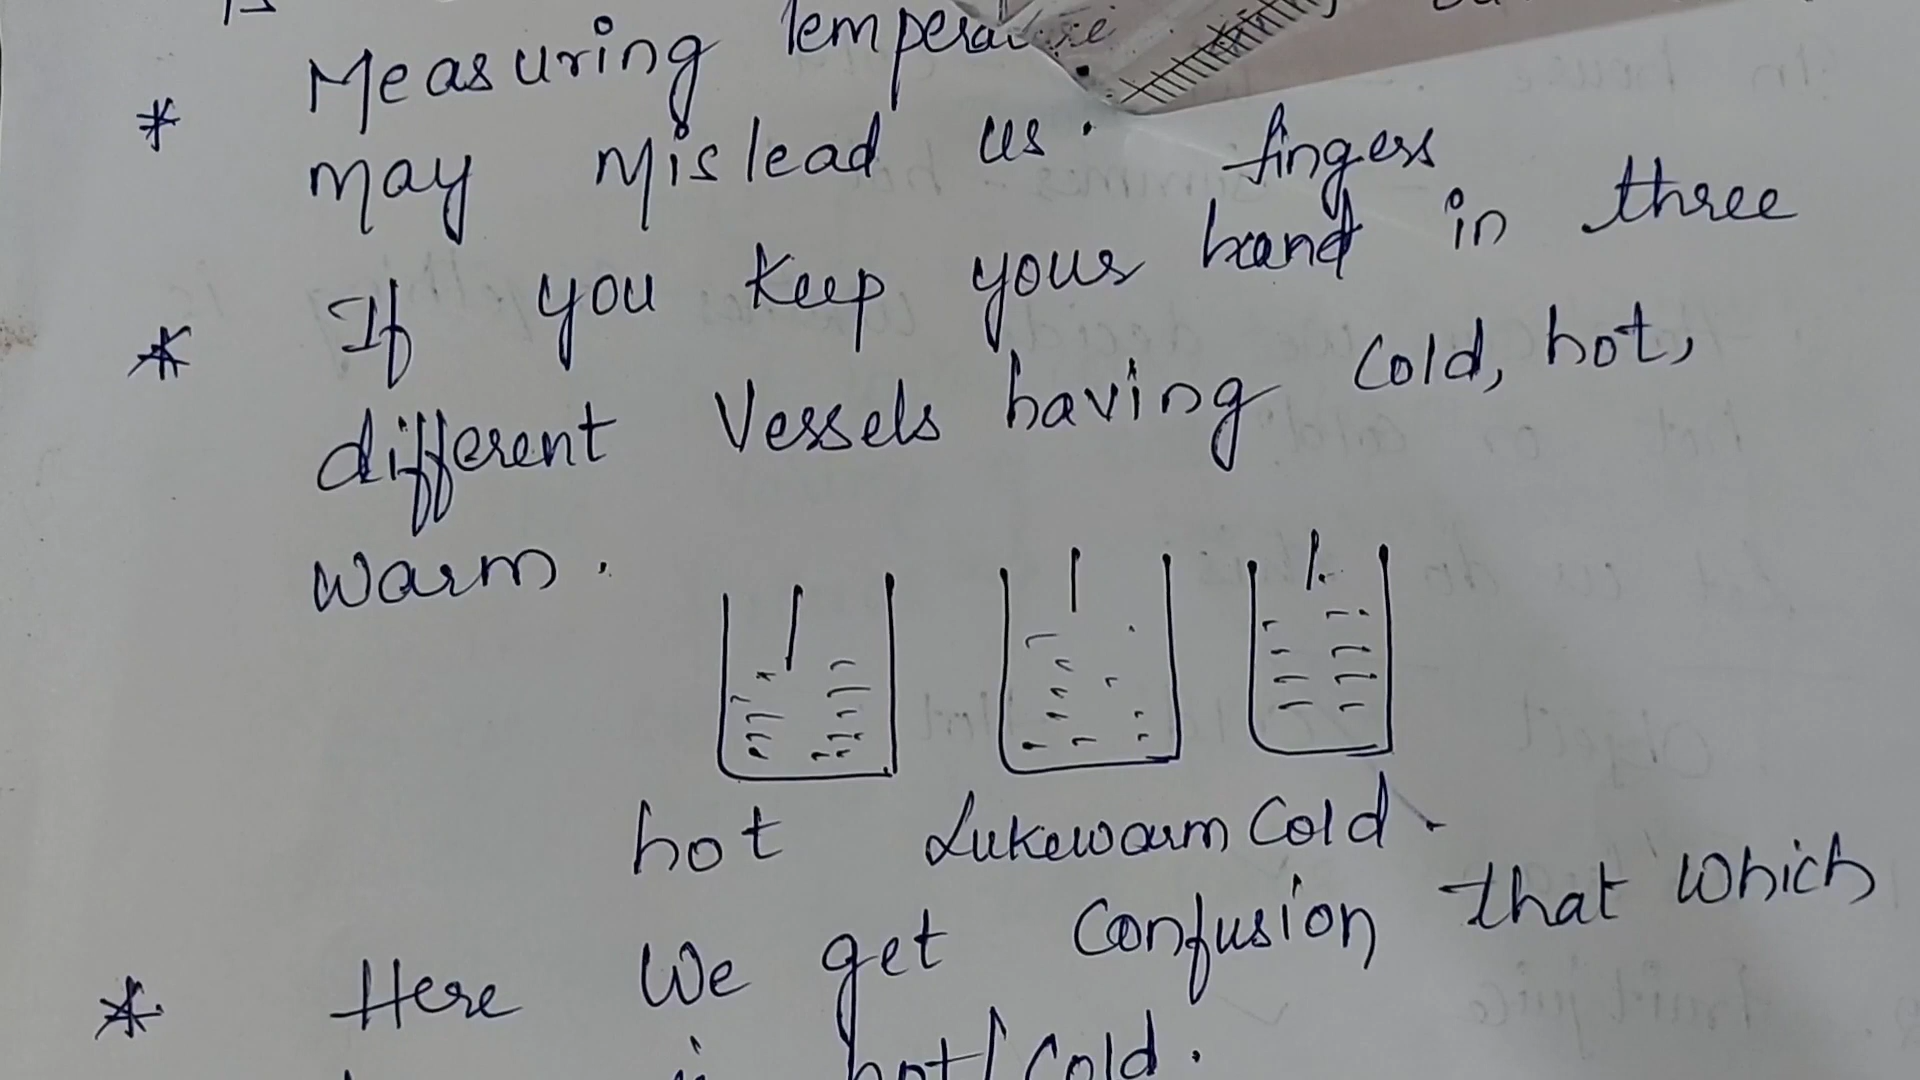 Measuring temperature
* may mislead us.
fingers
* If you keep your hand in three
different vessels having cold, hot,
warm.
hot Lukewarm Cold.
* Here we get confusion that which
hot/cold.